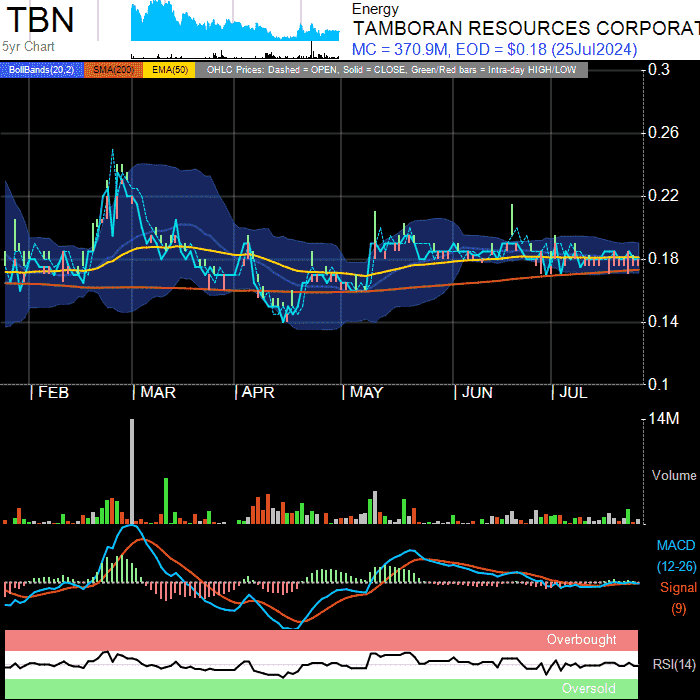 TBN
5yr Chart
Energy
TAMBORAN RESOURCES CORPORAT
MC = 370.9M, EOD = $0.18 (25Jul2024)
BollBands(20,2) SMA(200) EMA(50) OHLC Prices: Dashed = OPEN, Solid = CLOSE, Green/Red bars = Intra-day HIGH/LOW
0.3
0.26
0.22
0.18
0.14
0.1
FEB MAR APR MAY JUN JUL
14M
Volume
MACD
(12-26)
Signal
(9)
Overbought
RSI(14)
Oversold